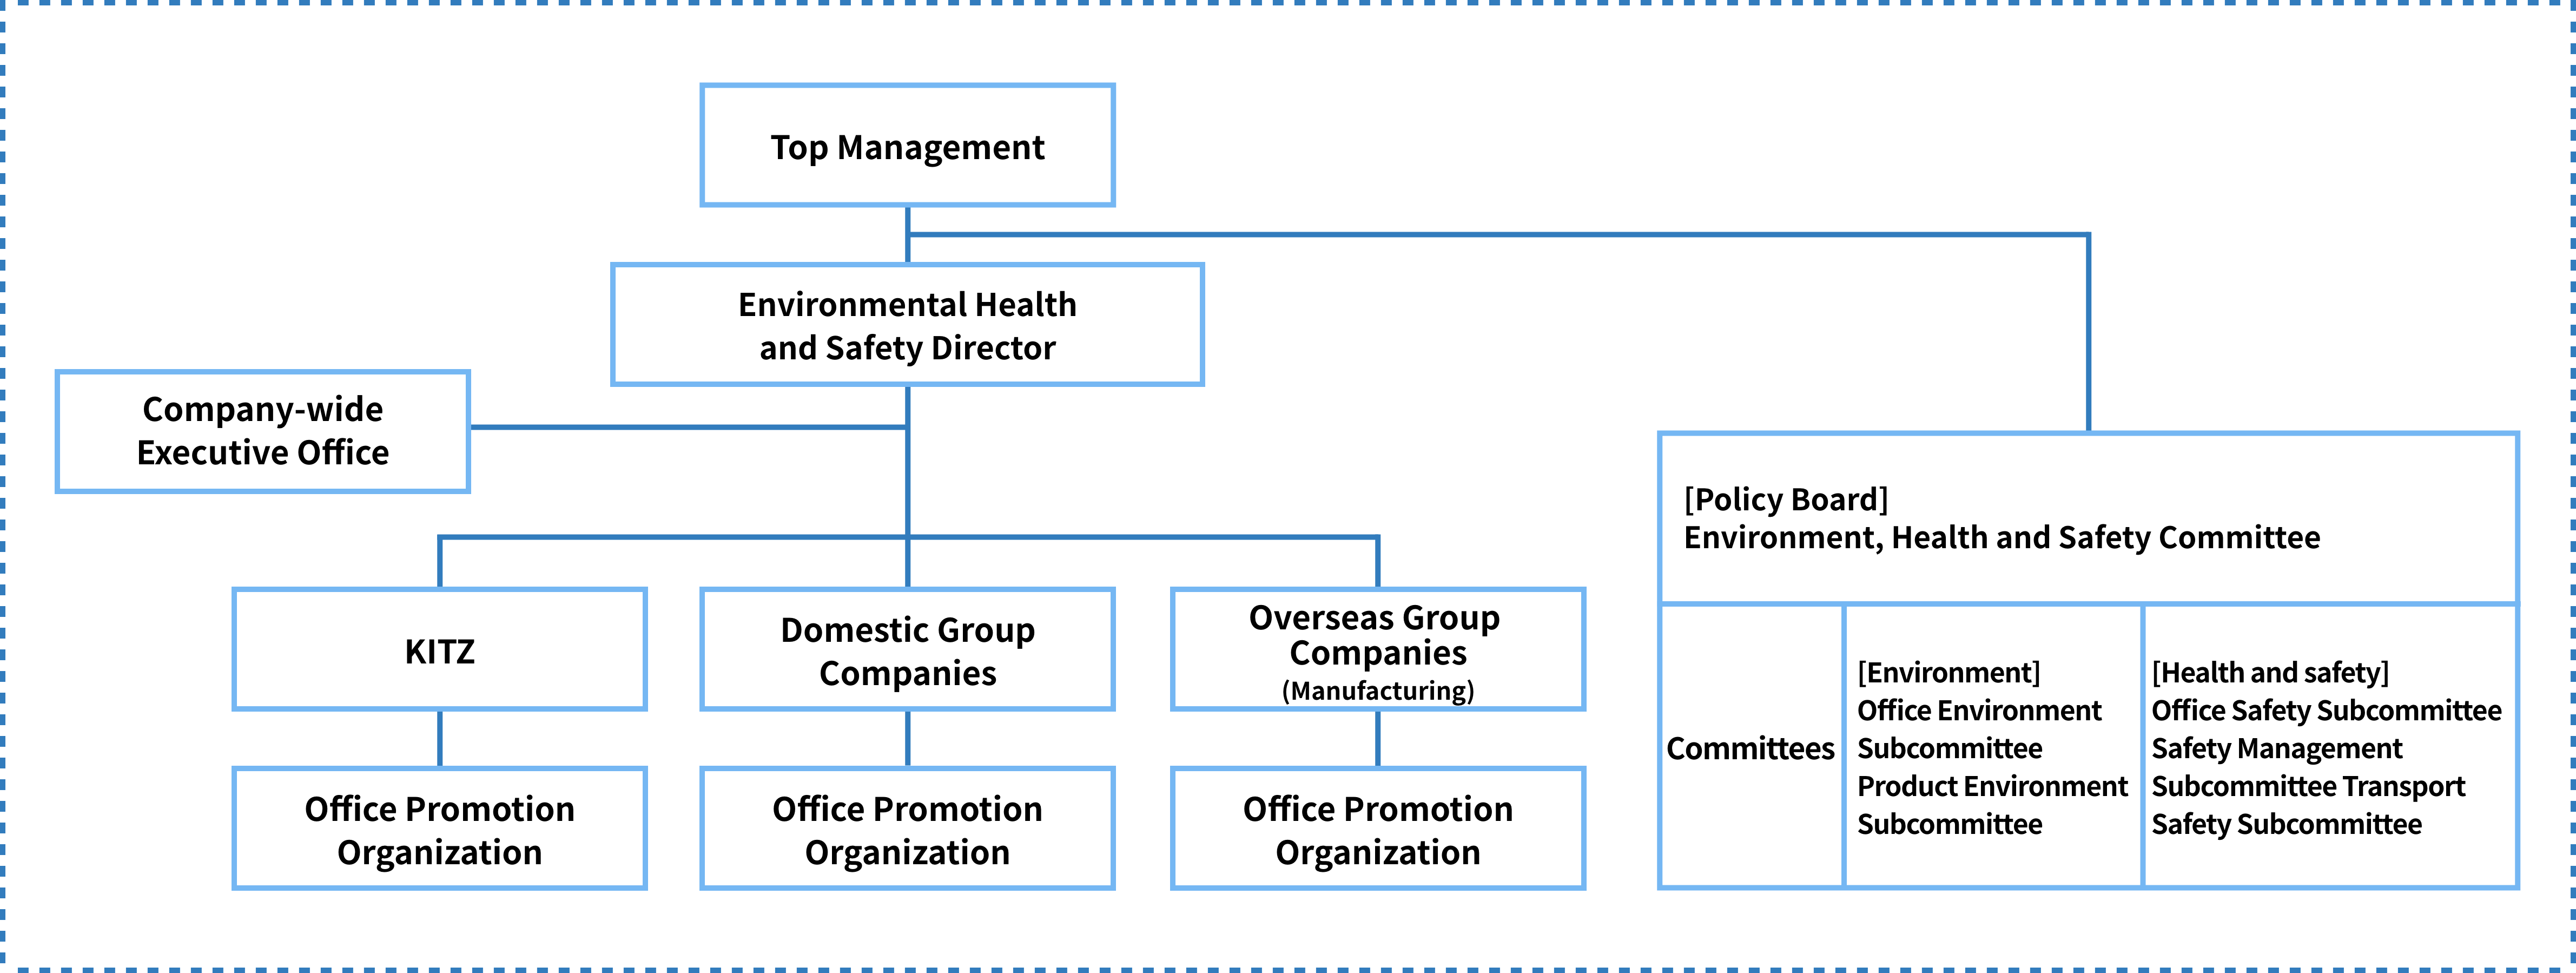 Top Management
Environmental Health
and Safety Director
Company-wide
Executive Office
KITZ
Domestic Group
Companies
Overseas Group
Companies
(Manufacturing)
Office Promotion
Organization
Office Promotion
Organization
Office Promotion
Organization
[Policy Board]
Environment, Health and Safety Committee
Committees
[Environment]
Office Environment
Subcommittee
Product Environment
Subcommittee
[Health and safety]
Office Safety Subcommittee
Safety Management
Subcommittee Transport
Safety Subcommittee